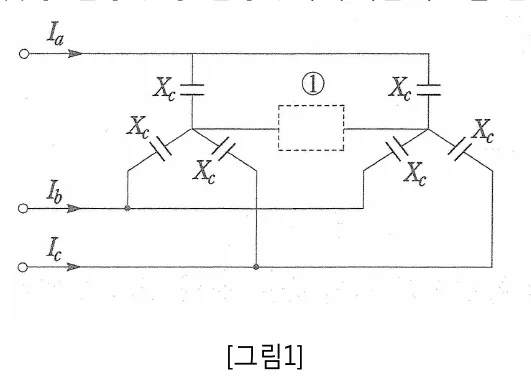 I_a
①
X_c X_c
X_c X_c
X_c X_c
I_b
I_c
[그림1]